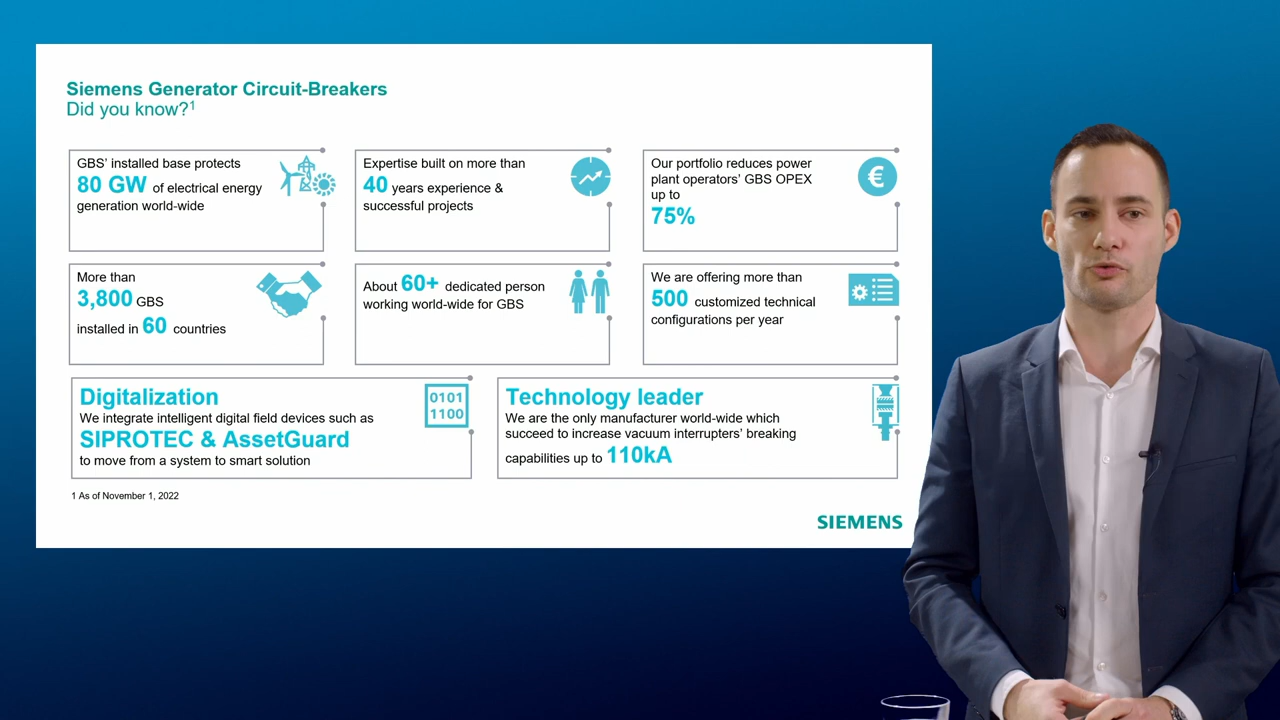 Siemens Generator Circuit-Breakers
Did you know?¹
GBS' installed base protects
80 GW of electrical energy
generation world-wide
Expertise built on more than
40 years experience &
successful projects
Our portfolio reduces power
plant operators' GBS OPEX
up to
75%
More than
3,800 GBS
installed in 60 countries
About 60+ dedicated person
working world-wide for GBS
We are offering more than
500 customized technical
configurations per year
Digitalization
We integrate intelligent digital field devices such as
SIPROTEC & AssetGuard
to move from a system to smart solution
0101
1100
Technology leader
We are the only manufacturer world-wide which
succeed to increase vacuum interrupters' breaking
capabilities up to 110kA
1 As of November 1, 2022
SIEMENS